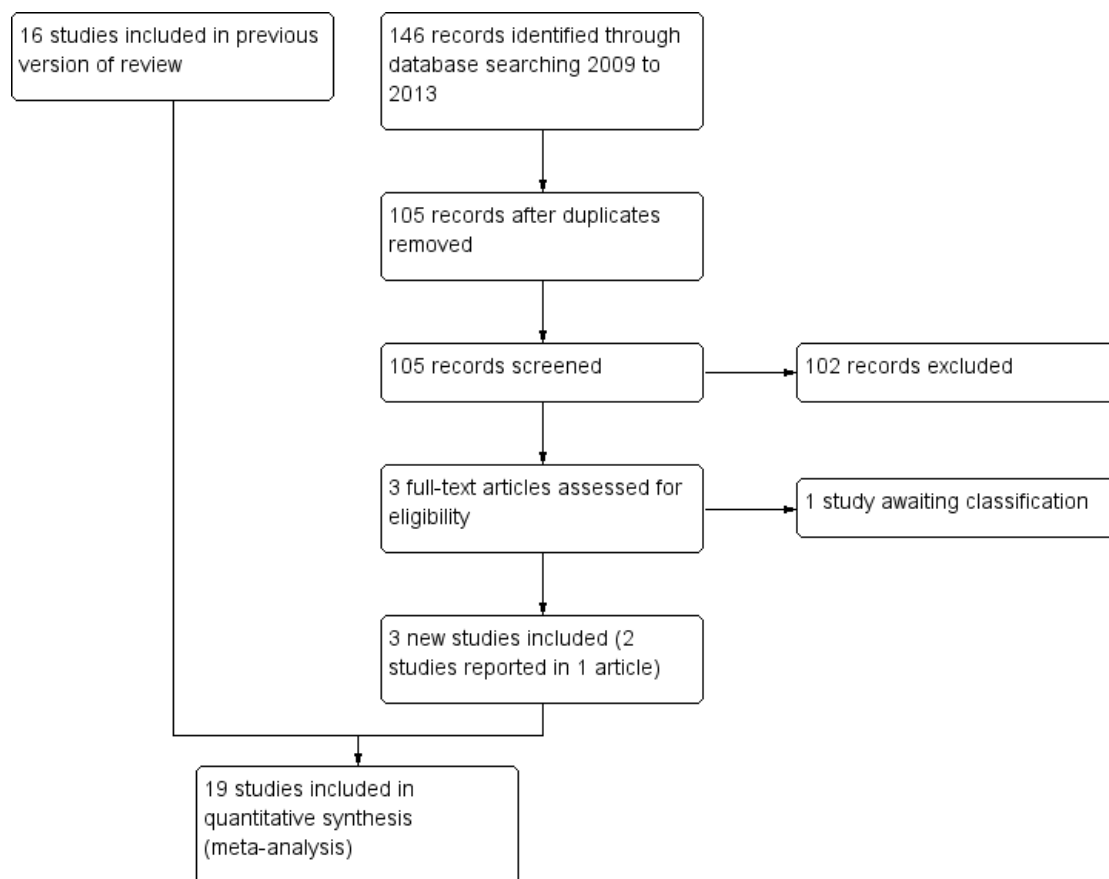 16 studies included in previous
version of review
146 records identified through
database searching 2009 to
2013
105 records after duplicates
removed
105 records screened
102 records excluded
3 full-text articles assessed for
eligibility
1 study awaiting classification
3 new studies included (2
studies reported in 1 article)
19 studies included in
quantitative synthesis
(meta-analysis)